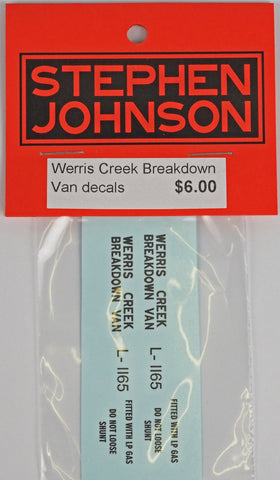 STEPHEN
JOHNSON
Werris Creek Breakdown
Van decals $6.00
WERRIS CREEK
BREAKDOWN VAN
L-1165
FITTED WITH LP GAS
DO NOT LOOSE
SHUNT
WERRIS CREEK
BREAKDOWN VAN
L-1165
FITTED WITH LP GAS
DO NOT LOOSE
SHUNT